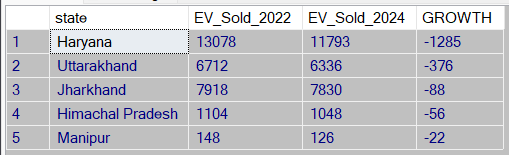 state EV_Sold_2022 EV_Sold_2024 GROWTH
1 Haryana 13078 11793 -1285
2 Uttarakhand 6712 6336 -376
3 Jharkhand 7918 7830 -88
4 Himachal Pradesh 1104 1048 -56
5 Manipur 148 126 -22